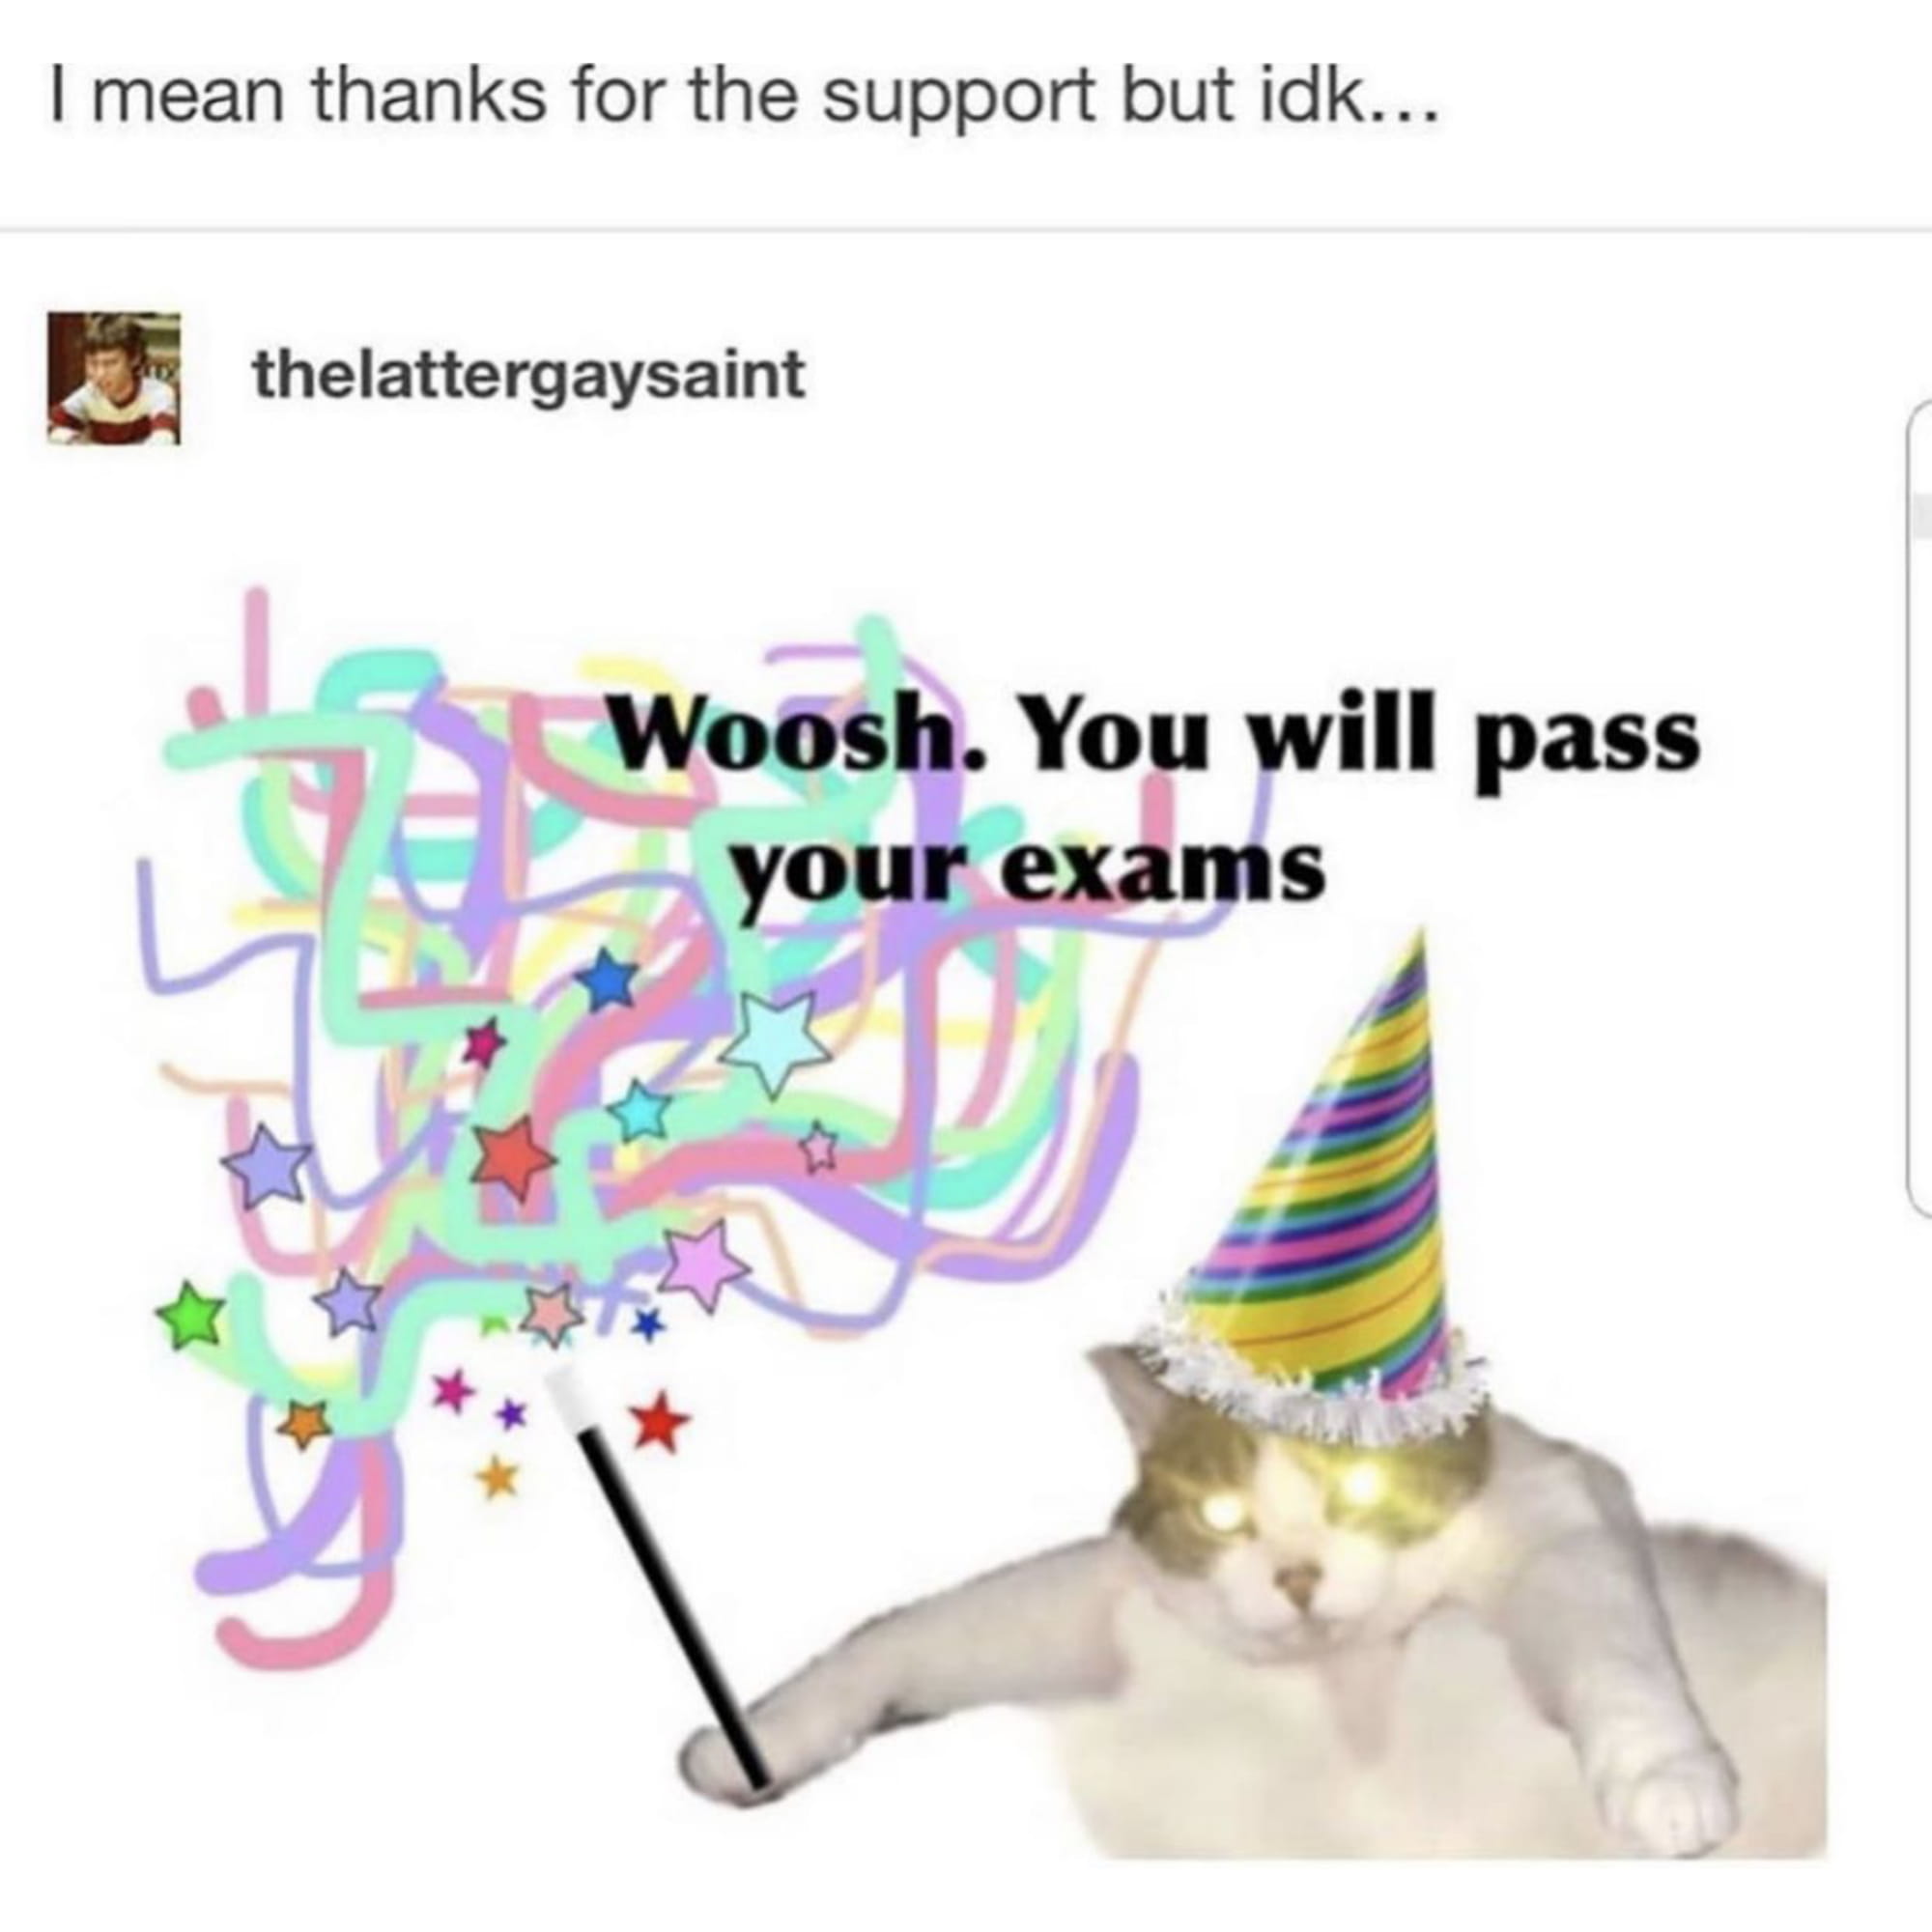 I mean thanks for the support but idk...
thelattergaysaint
Woosh. You will pass
your exams